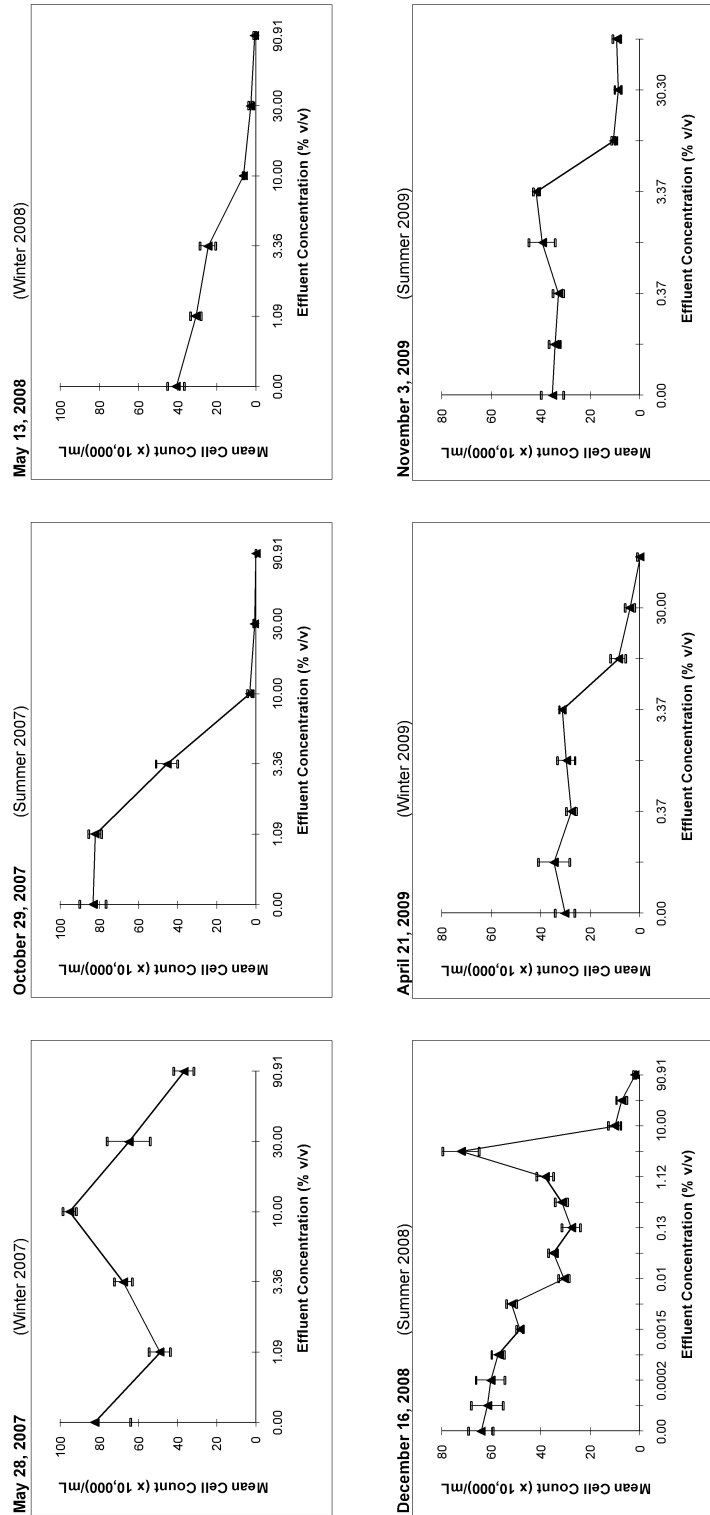 May 28, 2007 (Winter 2007)
Mean Cell Count (x 10,000)/mL
100
80
60
40
20
0
0.00 1.09 3.36 10.00 30.00 90.91
Effluent Concentration (% v/v)
October 29, 2007 (Summer 2007)
Mean Cell Count (x 10,000)/mL
100
80
60
40
20
0
0.00 1.09 3.36 10.00 30.00 90.91
Effluent Concentration (% v/v)
May 13, 2008 (Winter 2008)
Mean Cell Count (x 10,000)/mL
100
80
60
40
20
0
0.00 1.09 3.36 10.00 30.00 90.91
Effluent Concentration (% v/v)
December 16, 2008 (Summer 2008)
Mean Cell Count (x 10,000)/mL
80
60
40
20
0
0.00 0.0002 0.0015 0.01 0.13 1.12 10.00 90.91
Effluent Concentration (% v/v)
April 21, 2009 (Winter 2009)
Mean Cell Count (x 10,000)/mL
80
60
40
20
0
0.00 0.37 3.37 30.00
Effluent Concentration (% v/v)
November 3, 2009 (Summer 2009)
Mean Cell Count (x 10,000)/mL
80
60
40
20
0
0.00 0.37 3.37 30.30
Effluent Concentration (% v/v)